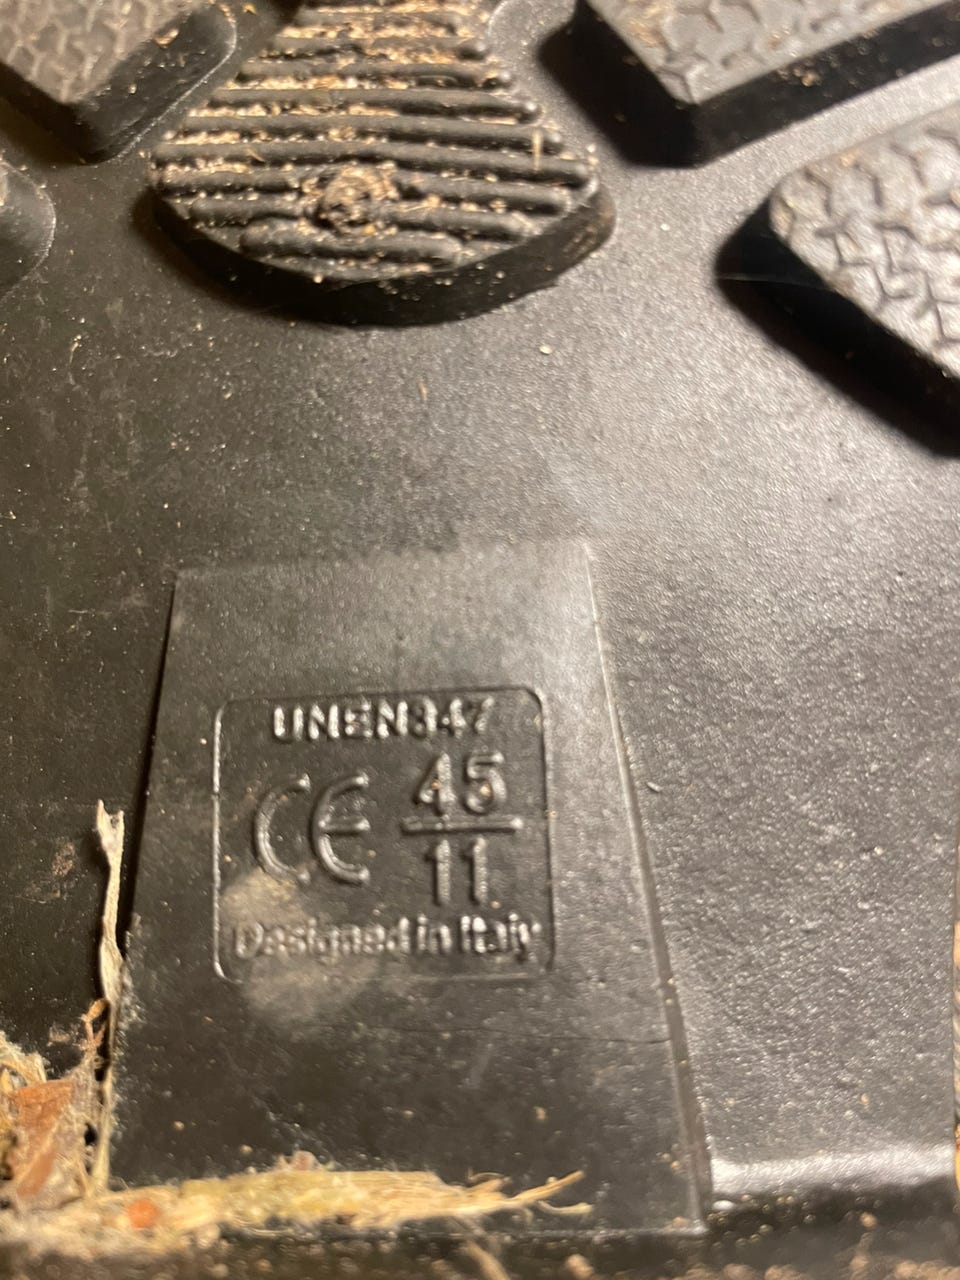 UNEN347
CE 45
11
Designed in Italy